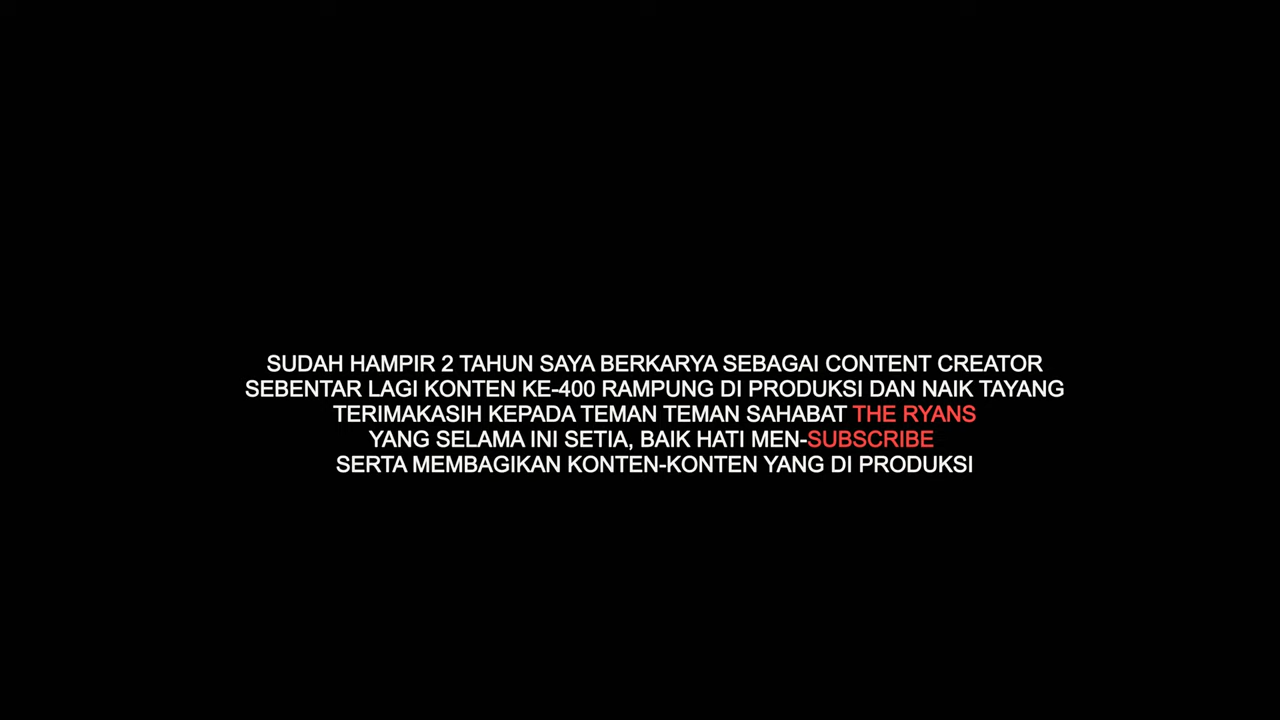 SUDAH HAMPIR 2 TAHUN SAYA BERKARYA SEBAGAI CONTENT CREATOR
SEBENTAR LAGI KONTEN KE-400 RAMPUNG DI PRODUKSI DAN NAIK TAYANG
TERIMAKASIH KEPADA TEMAN TEMAN SAHABAT THE RYANS
YANG SELAMA INI SETIA, BAIK HATI MEN-SUBSCRIBE
SERTA MEMBAGIKAN KONTEN-KONTEN YANG DI PRODUKSI